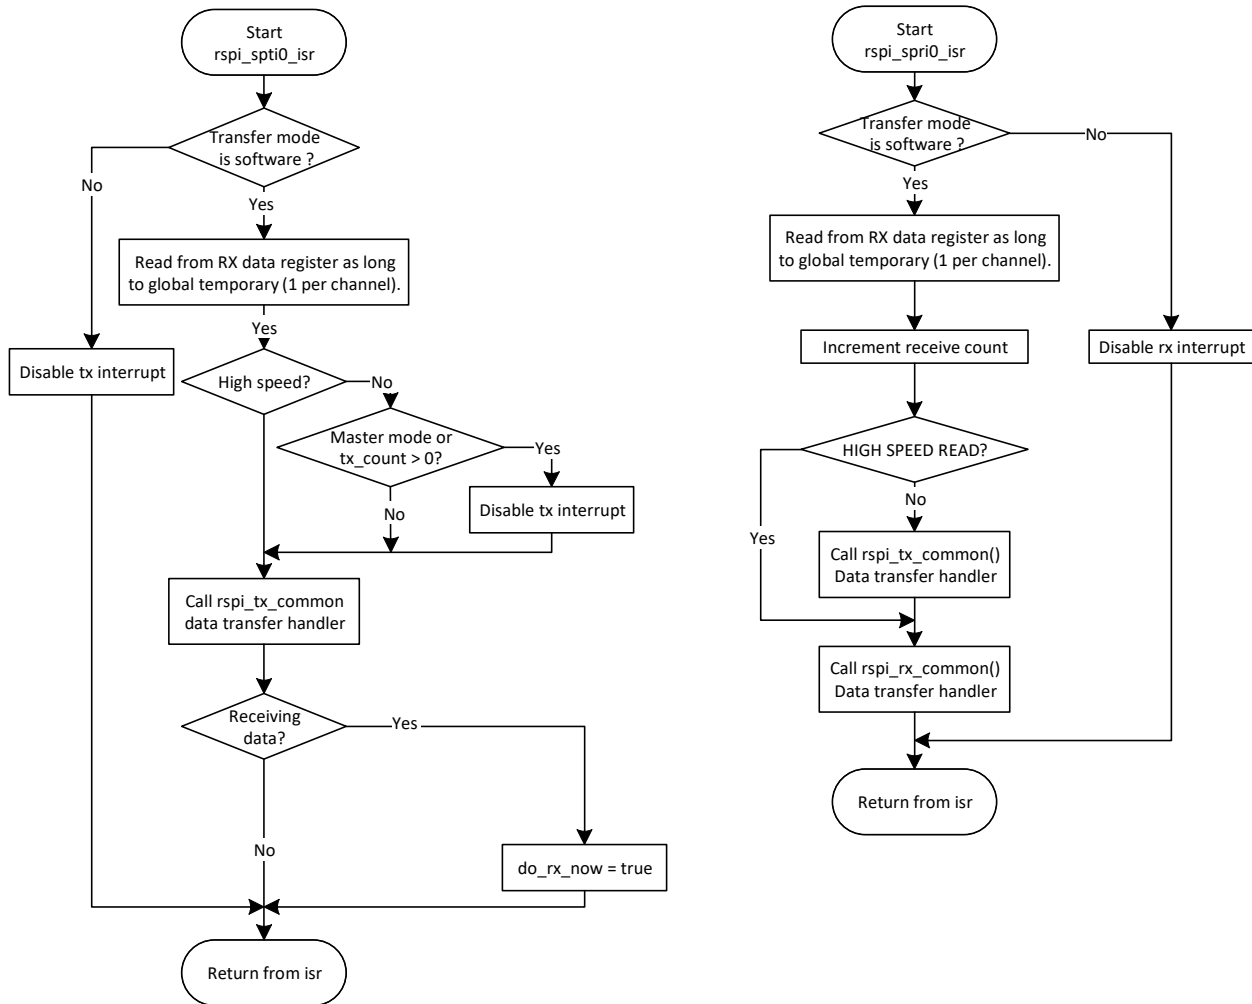 Start
rspi_spti0_isr
Transfer mode
is software ?
No
Yes
Read from RX data register as long
to global temporary (1 per channel).
Yes
Disable tx interrupt
High speed?
No
Master mode or
tx_count > 0?
Yes
No
Disable tx interrupt
Call rspi_tx_common
data transfer handler
Receiving
data?
Yes
No
do_rx_now = true
Return from isr
Start
rspi_spri0_isr
Transfer mode
is software ?
No
Yes
Read from RX data register as long
to global temporary (1 per channel).
Increment receive count
Disable rx interrupt
HIGH SPEED READ?
No
Yes
Call rspi_tx_common()
Data transfer handler
Call rspi_rx_common()
Data transfer handler
Return from isr